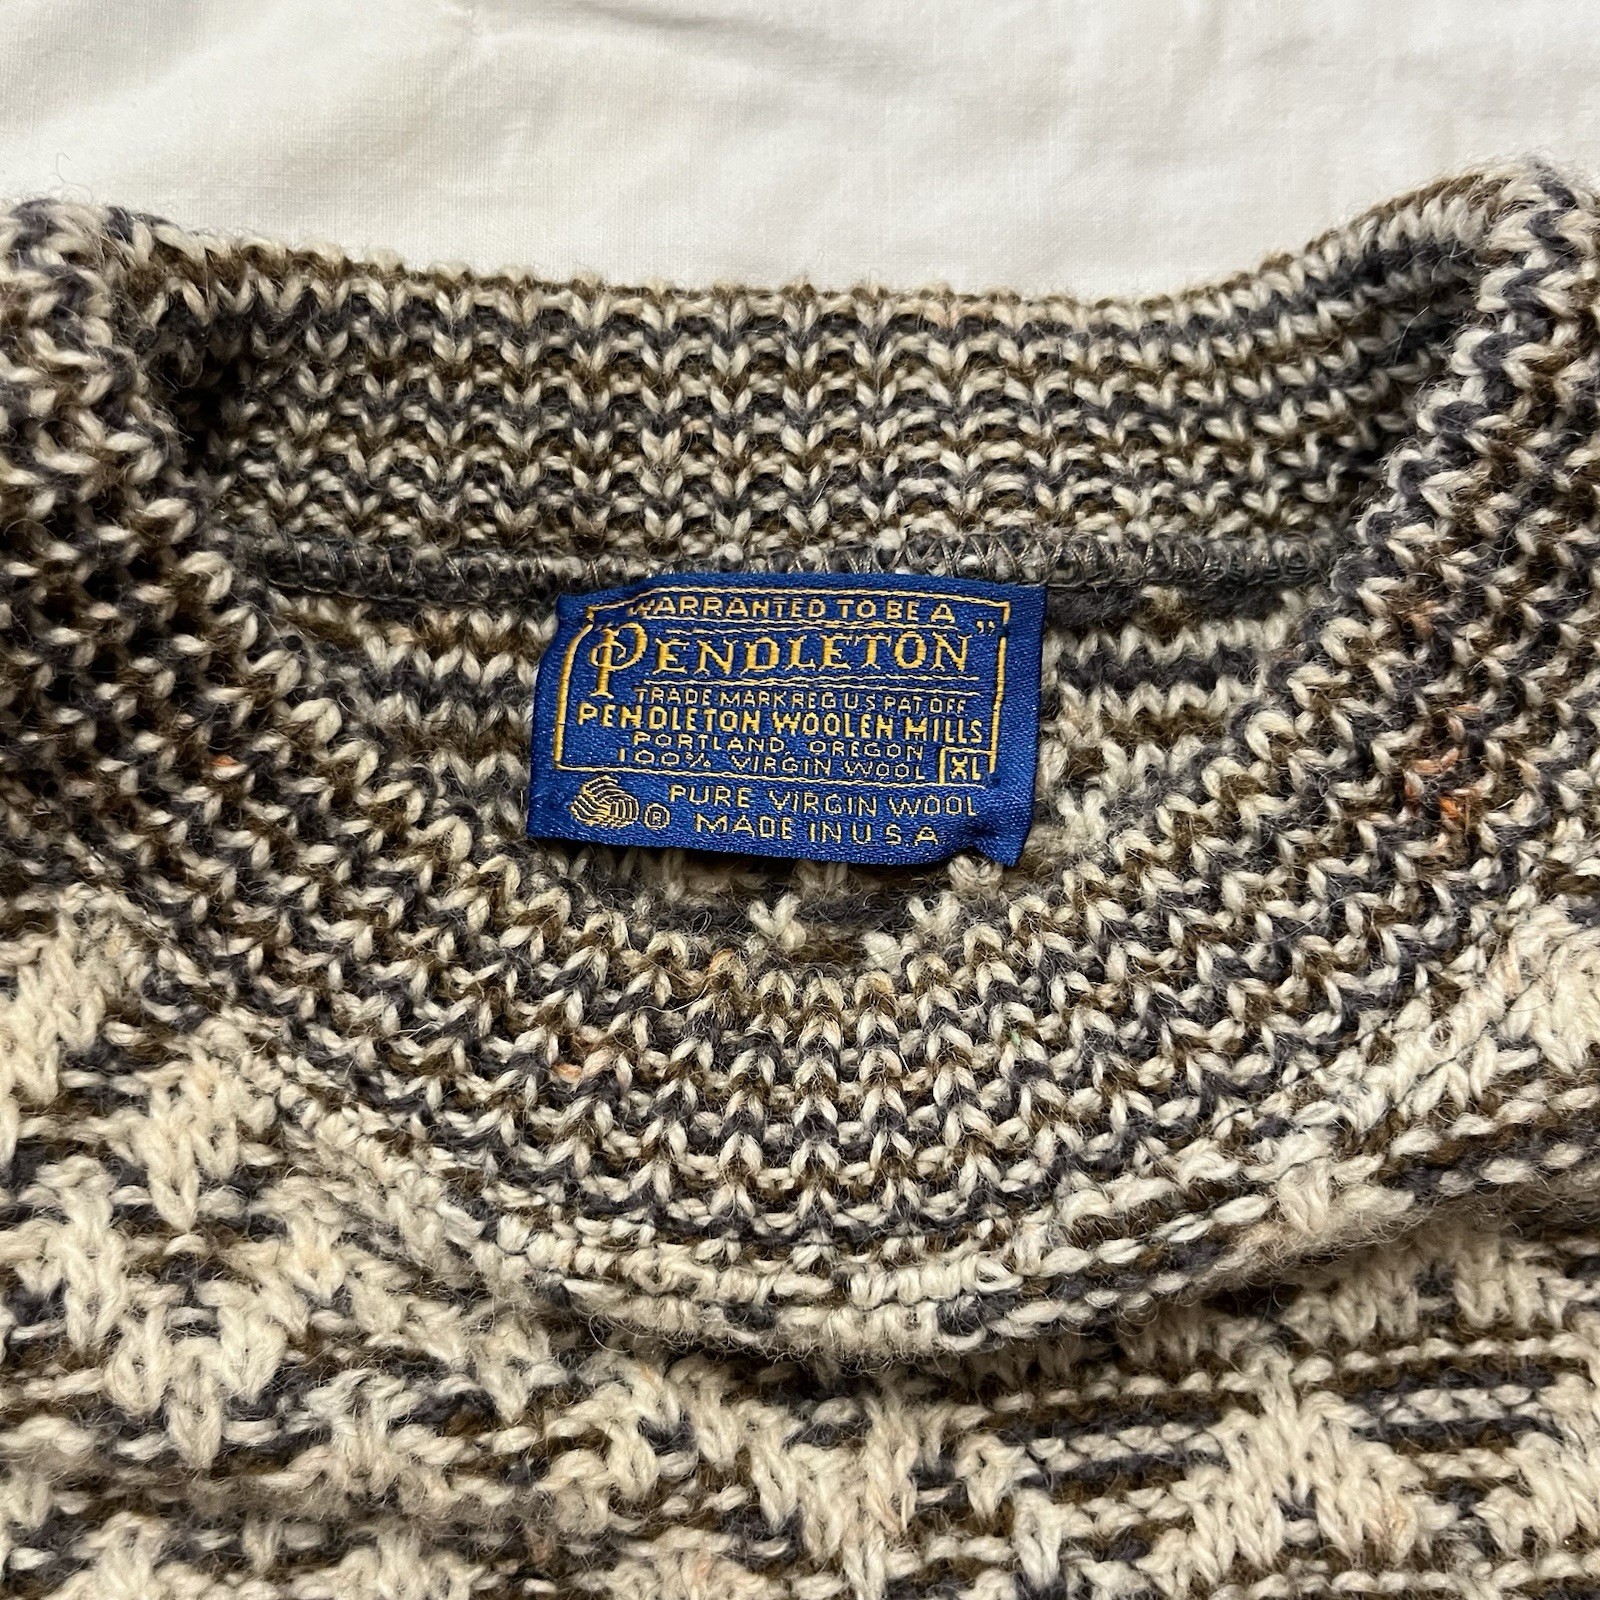 WARRANTED TO BE A
"PENDLETON"
TRADE MARK REG U.S. PAT. OFF.
PENDLETON WOOLEN MILLS
PORTLAND, OREGON
100% VIRGIN WOOL XL
® PURE VIRGIN WOOL
MADE IN U.S.A.